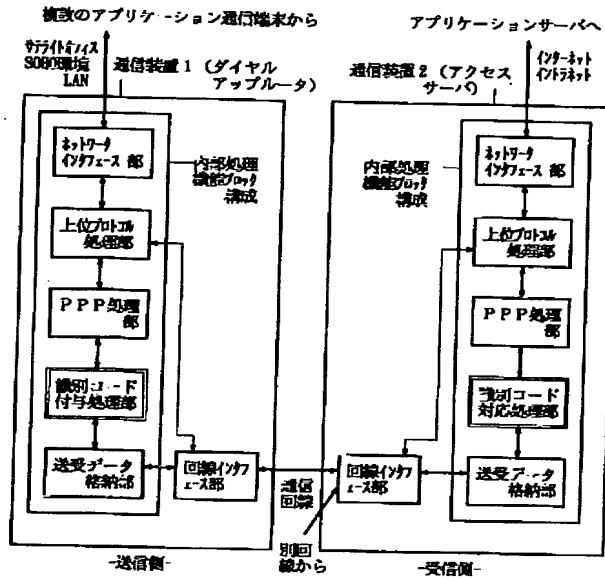 複数のアプリケーション通信端末から
サテライトオフィス
SOHO環境
LAN
通信装置1（ダイヤル
アップルータ）
ネットワーク
インタフェース 部
内部処理
機能ブロック
構成
上位プロトコル
処理部
PPP処理
部
識別コード
付与処理部
送受データ
格納部
回線インタフ
ェース部
-送信側-
通信
回線
別回
線から
アプリケーションサーバへ
インターネット
イントラネット
通信装置2（アクセス
サーバ）
ネットワーク
インタフェース 部
内部処理
機能ブロック
構成
上位プロトコル
処理部
PPP処理
部
識別コード
対応処理部
送受データ
格納部
回線インタフ
ェース部
-受信側-